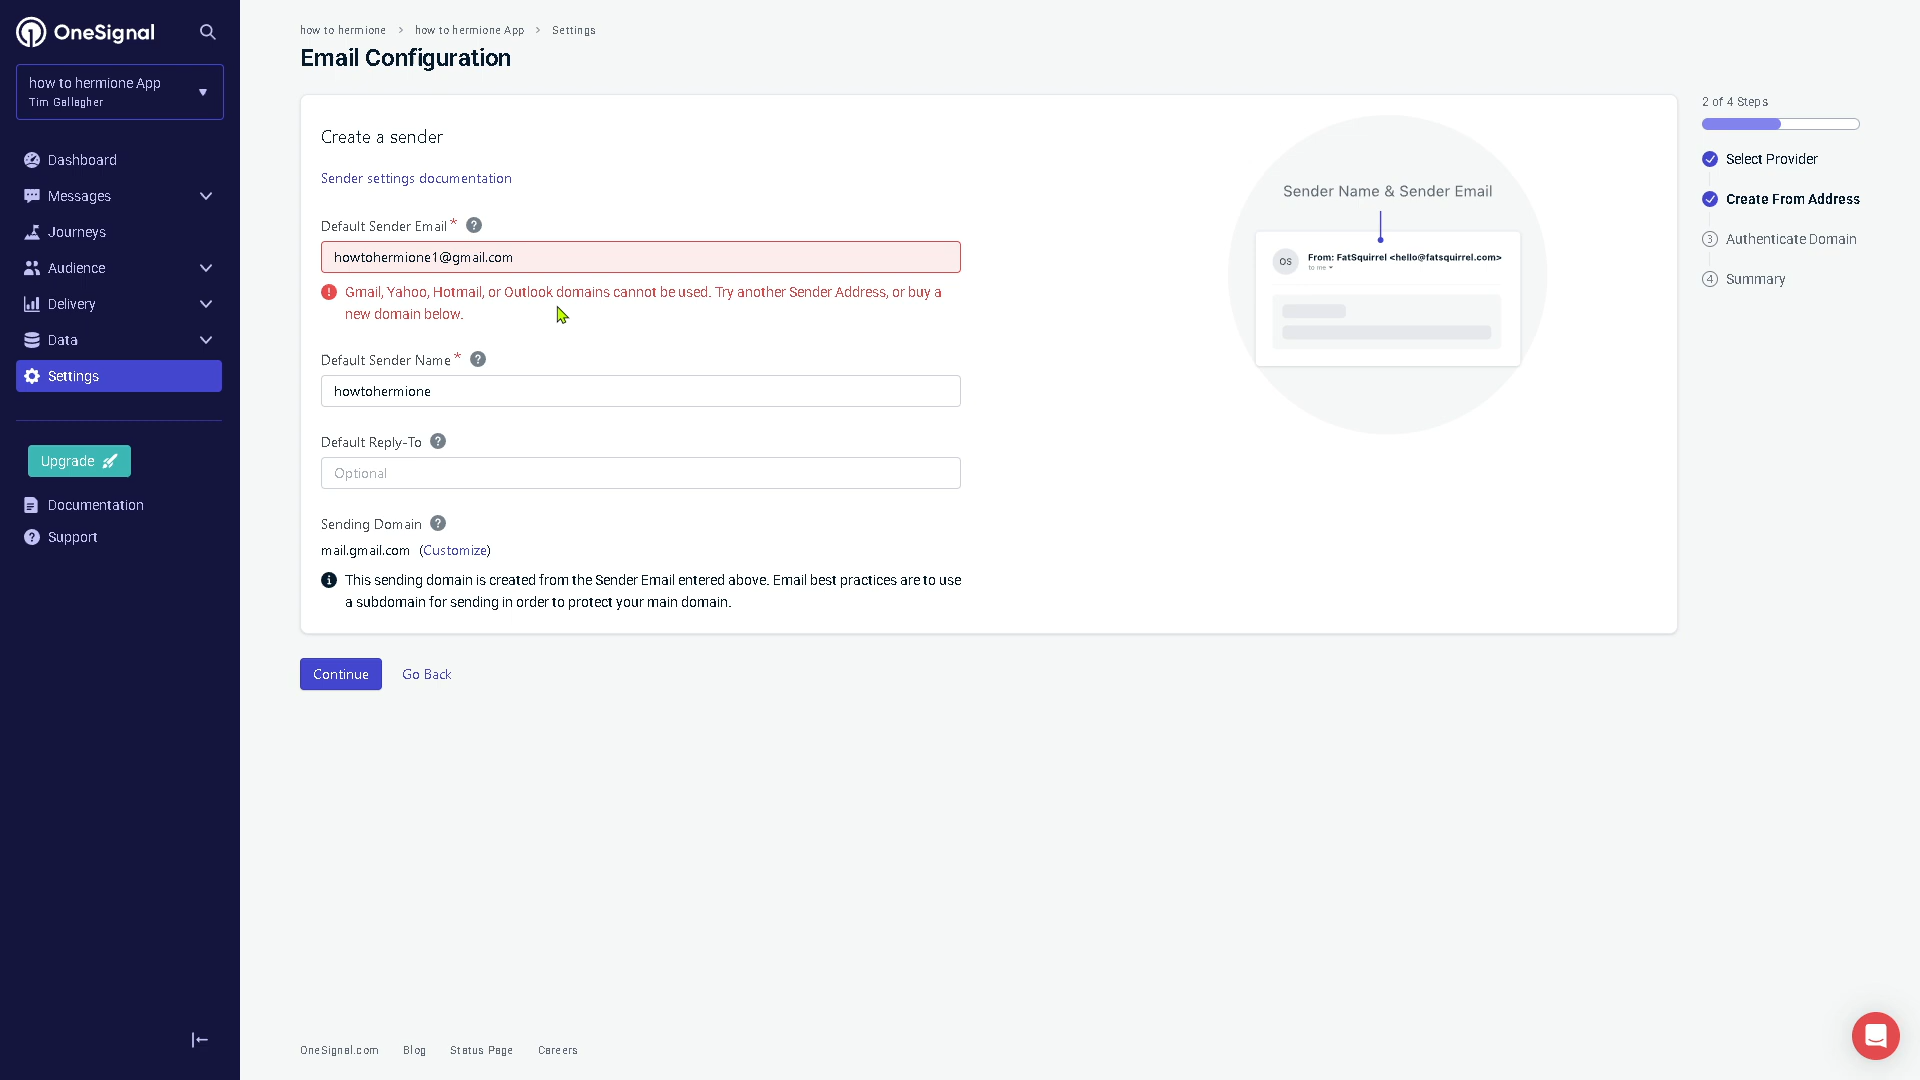 OneSignal
how to hermione App
Tim Gallagher
Dashboard
Messages
Journeys
Audience
Delivery
Data
Settings
Upgrade
Documentation
Support
how to hermione > how to hermione App > Settings
Email Configuration
Create a sender
Sender settings documentation
Default Sender Email *
howtohermione1@gmail.com
Gmail, Yahoo, Hotmail, or Outlook domains cannot be used. Try another Sender Address, or buy a
new domain below.
Default Sender Name *
howtohermione
Default Reply-To
Optional
Sending Domain
mail.gmail.com (Customize)
This sending domain is created from the Sender Email entered above. Email best practices are to use
a subdomain for sending in order to protect your main domain.
Sender Name & Sender Email
OS
From: FatSquirrel <hello@fatsquirrel.com>
to me
Continue
Go Back
2 of 4 Steps
Select Provider
Create From Address
3 Authenticate Domain
4 Summary
OneSignal.com
Blog
Status Page
Careers